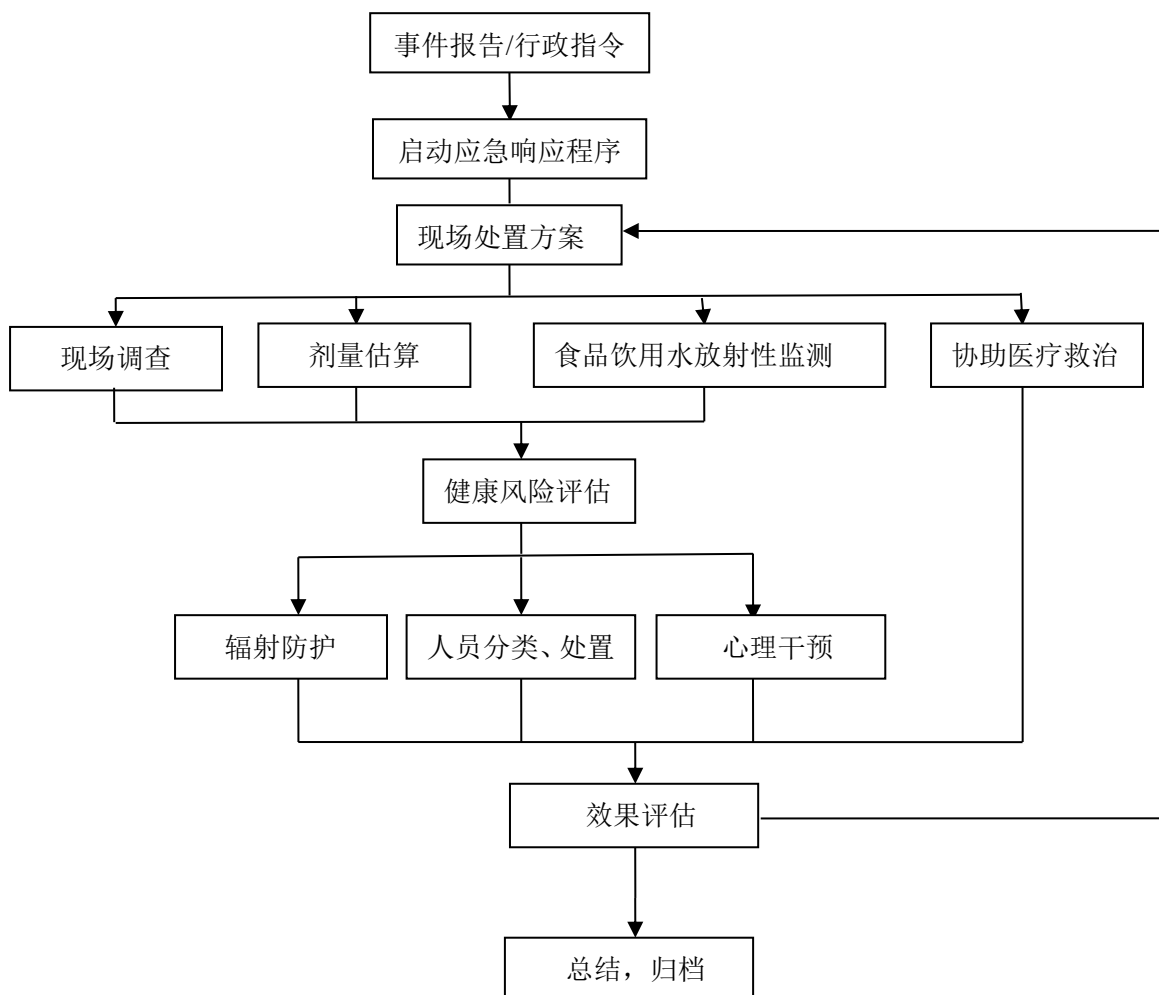 事件报告/行政指令
启动应急响应程序
现场处置方案
现场调查
剂量估算
食品饮用水放射性监测
协助医疗救治
健康风险评估
辐射防护
人员分类、处置
心理干预
效果评估
总结，归档